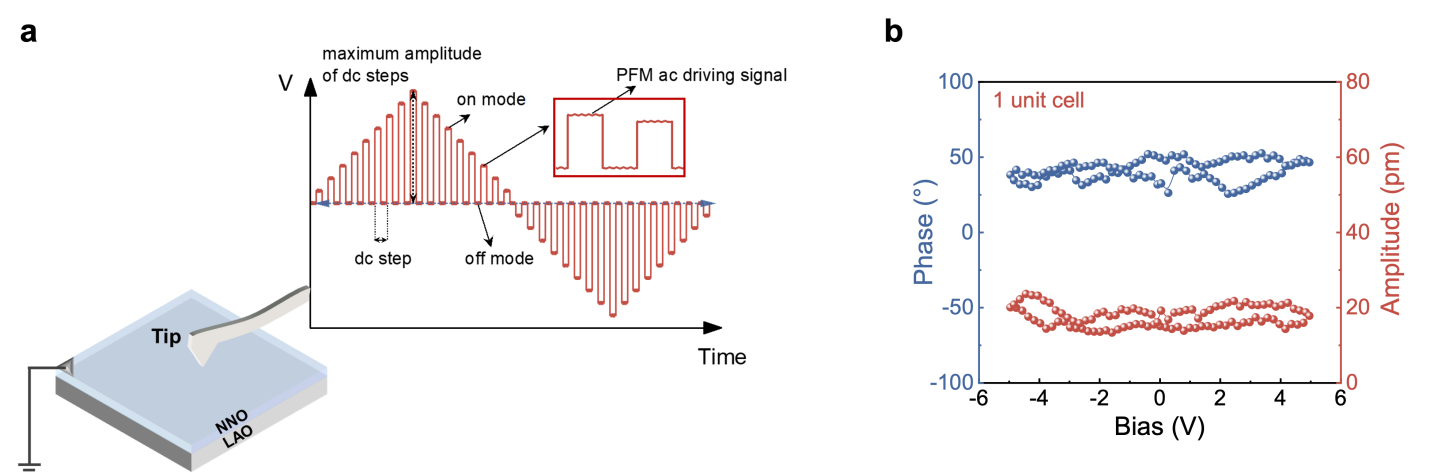 a
maximum amplitude
of dc steps
V
PFM ac driving signal
on mode
dc step
off mode
Time
Tip
NNO
LAO
b
1 unit cell
100
50
0
-50
-100
Phase (°)
80
60
40
20
0
Amplitude (pm)
-6 -4 -2 0 2 4 6
Bias (V)